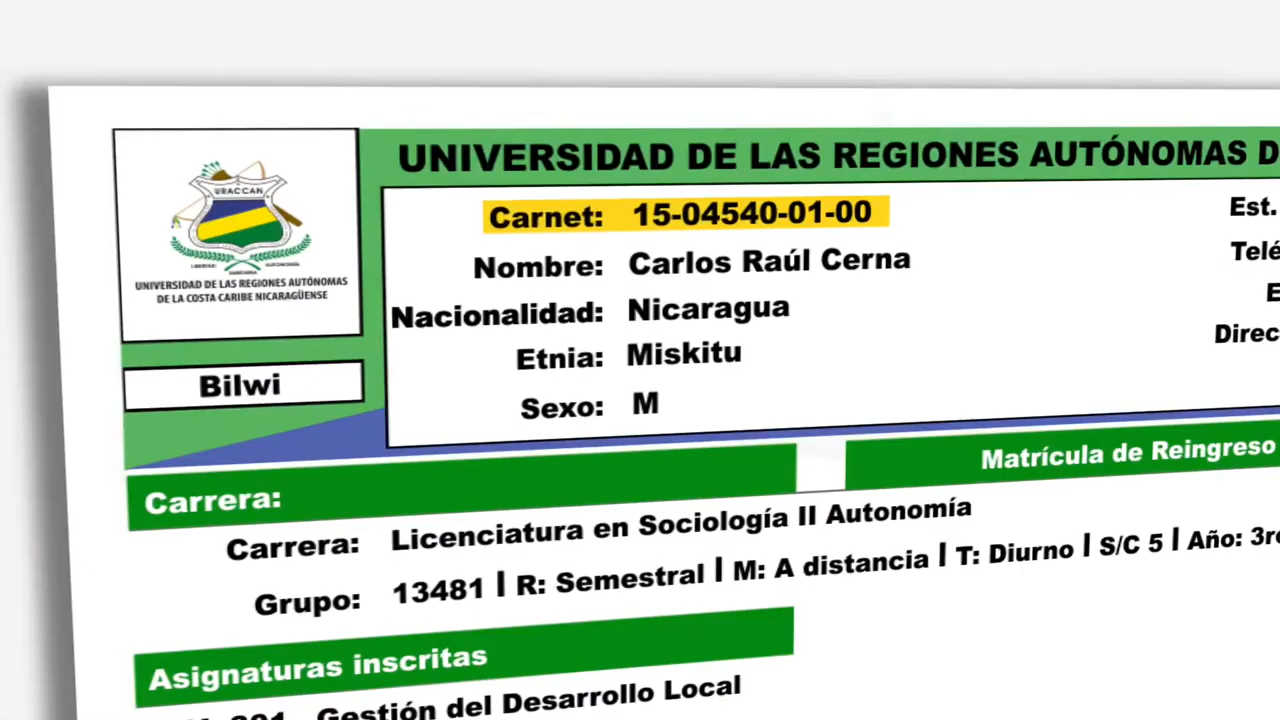 UNIVERSIDAD DE LAS REGIONES AUTÓNOMAS D
URACCAN
UNIVERSIDAD DE LAS REGIONES AUTÓNOMAS
DE LA COSTA CARIBE NICARAGÜENSE
Bilwi
Carnet: 15-04540-01-00
Nombre: Carlos Raúl Cerna
Nacionalidad: Nicaragua
Etnia: Miskitu
Sexo: M
Est.
Telé
E
Direc
Carrera:
Matrícula de Reingreso
Carrera: Licenciatura en Sociología II Autonomía
Grupo: 13481 | R: Semestral | M: A distancia | T: Diurno | S/C 5 | Año: 3r
Asignaturas inscritas
Gestión del Desarrollo Local